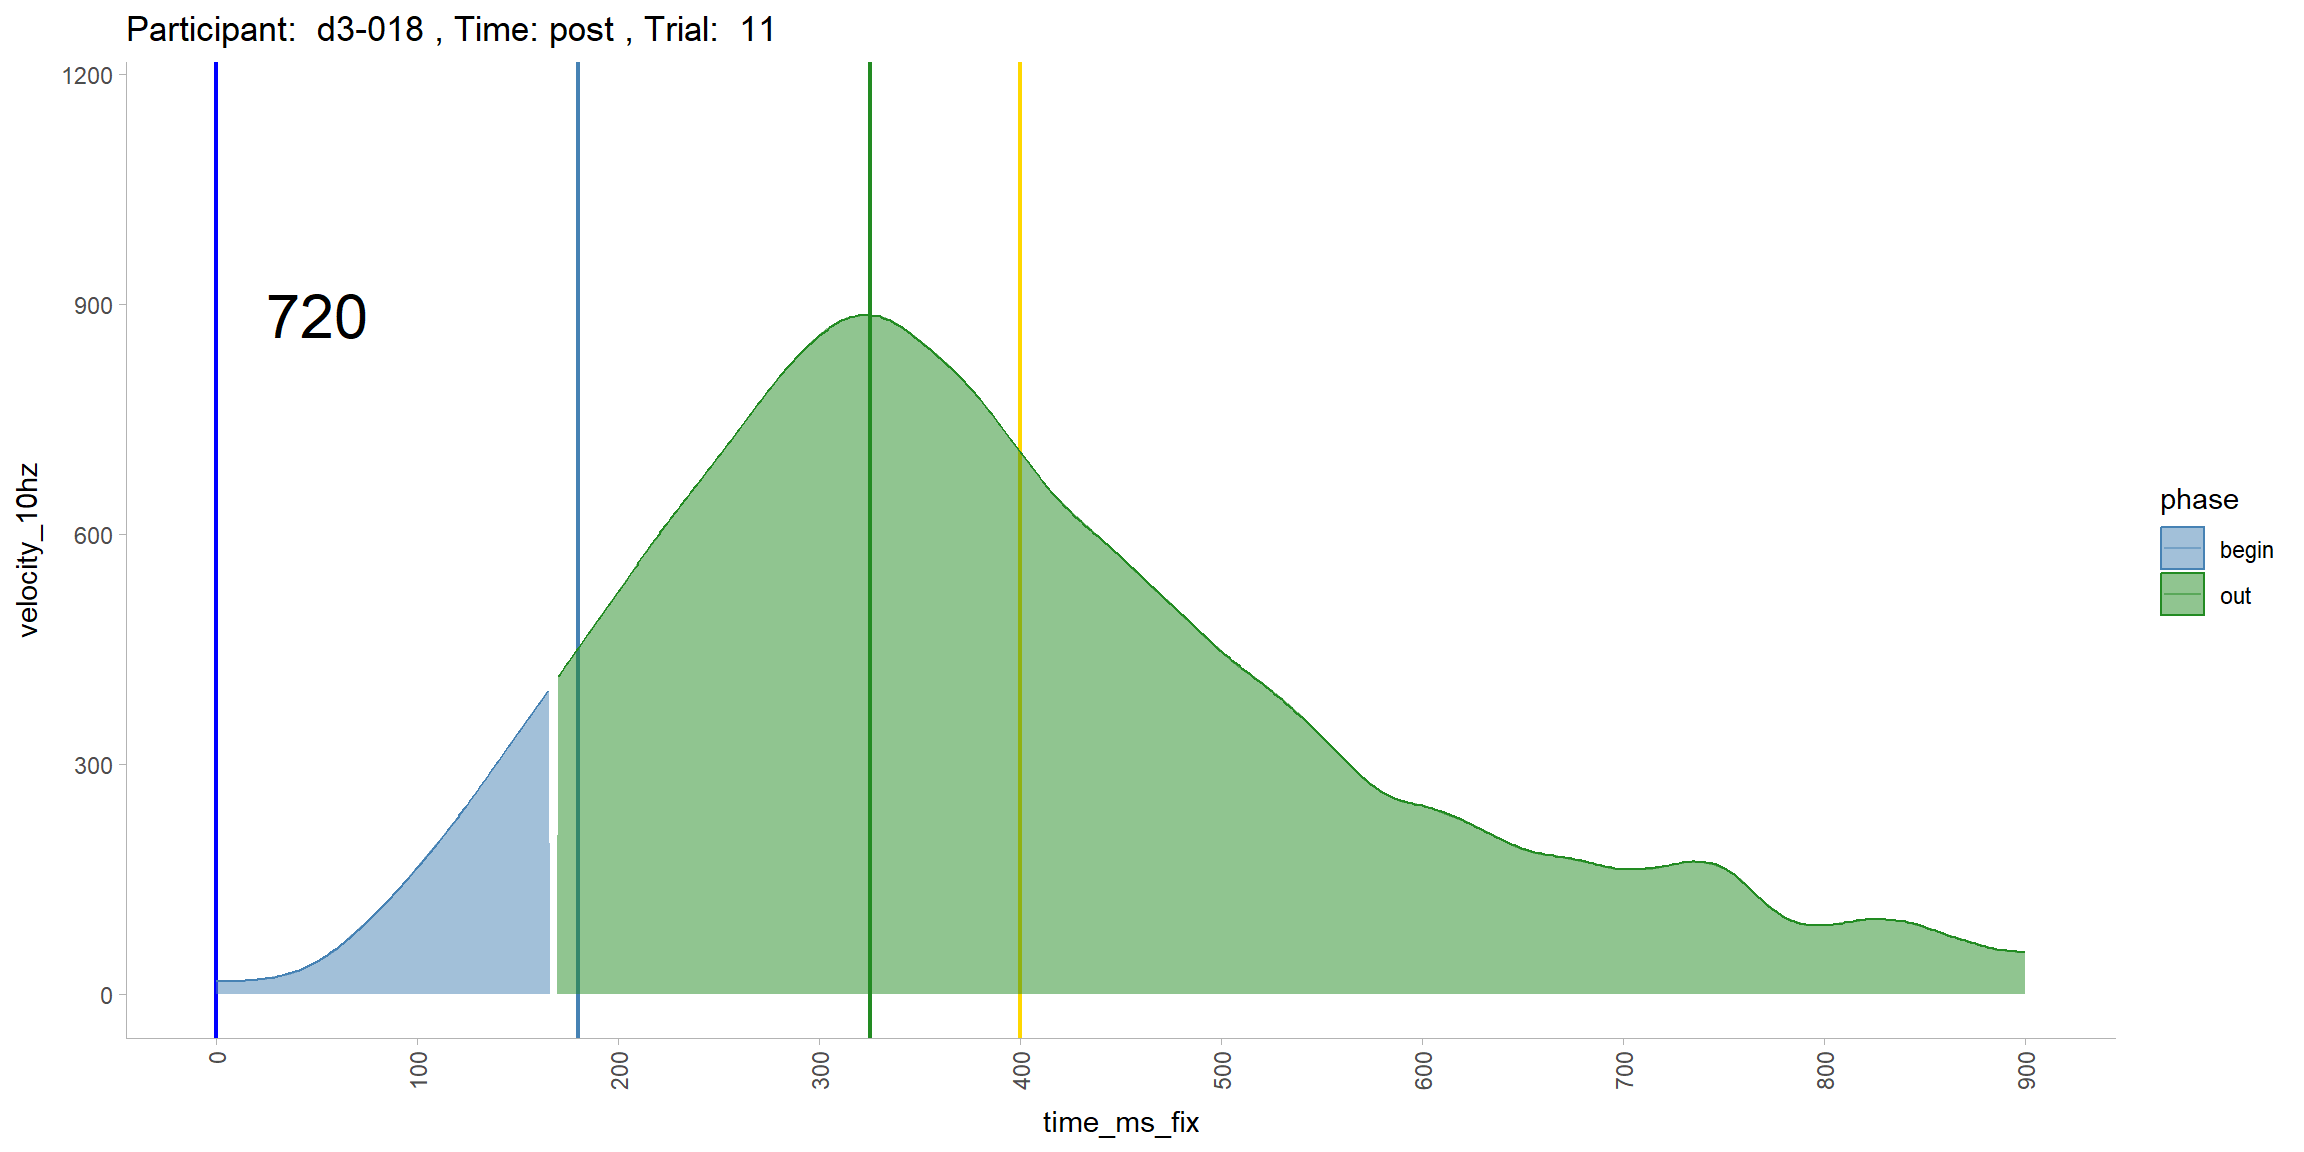 Participant:  d3-018 , Time: post , Trial:  11
1200
900
600
300
0
720
velocity_10hz
0
100
200
300
400
500
600
700
800
900
time_ms_fix
phase
begin
out